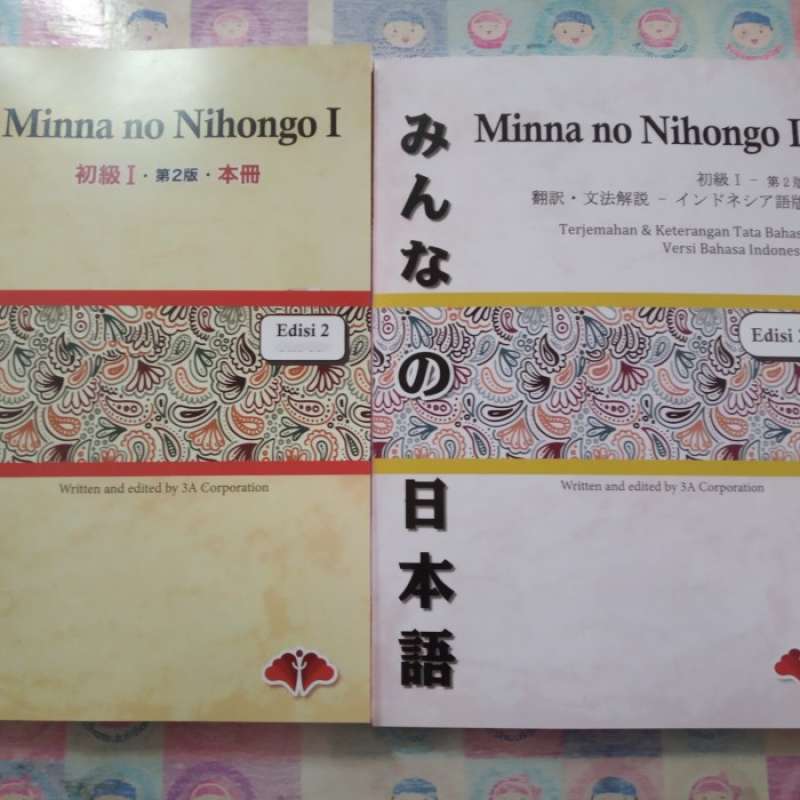 Minna no Nihongo I
初級 I・第2版・本冊
Edisi 2
Written and edited by 3A Corporation
みんなの日本語
Minna no Nihongo I
初級 I - 第2版
翻訳・文法解説 - インドネシア語版
Terjemahan & Keterangan Tata Bahas
Versi Bahasa Indones
Edisi 2
Written and edited by 3A Corporation